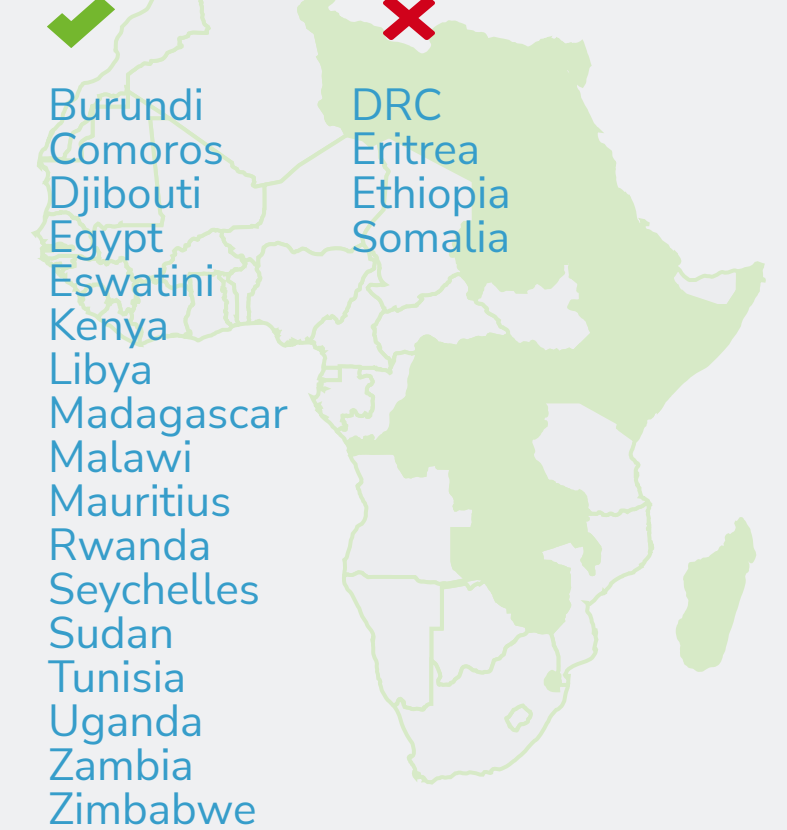 Burundi
Comoros
Djibouti
Egypt
Eswatini
Kenya
Libya
Madagascar
Malawi
Mauritius
Rwanda
Seychelles
Sudan
Tunisia
Uganda
Zambia
Zimbabwe
DRC
Eritrea
Ethiopia
Somalia